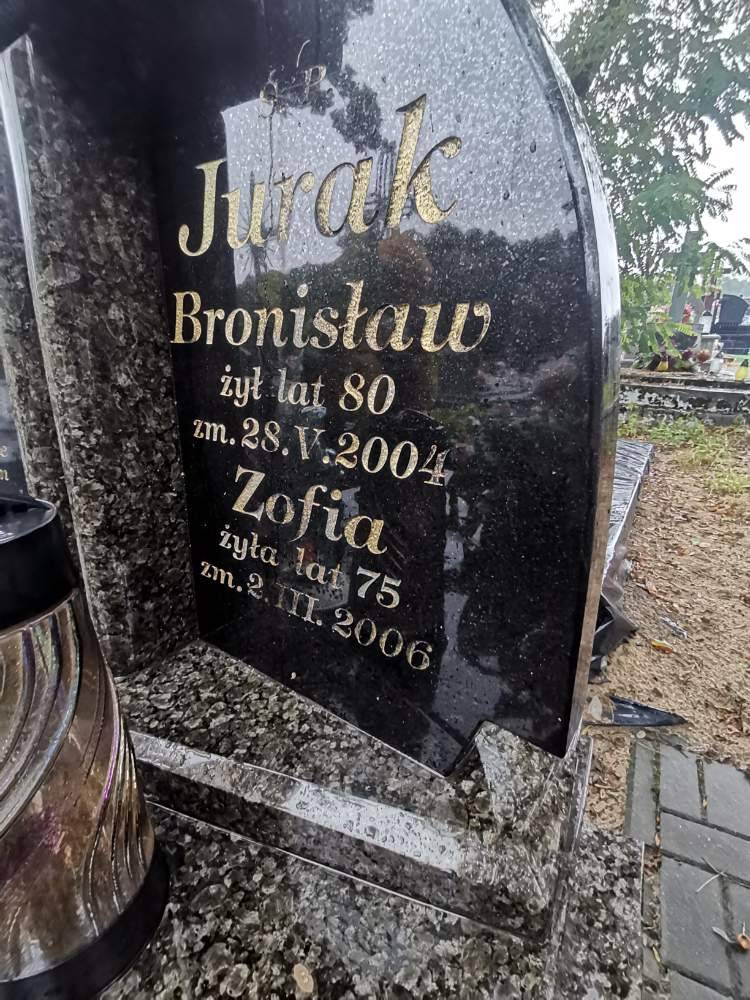 Ś P
Jurak
Bronisław
żył lat 80
zm. 28. V. 2004
Zofia
żyła lat 75
zm. 2. III. 2006